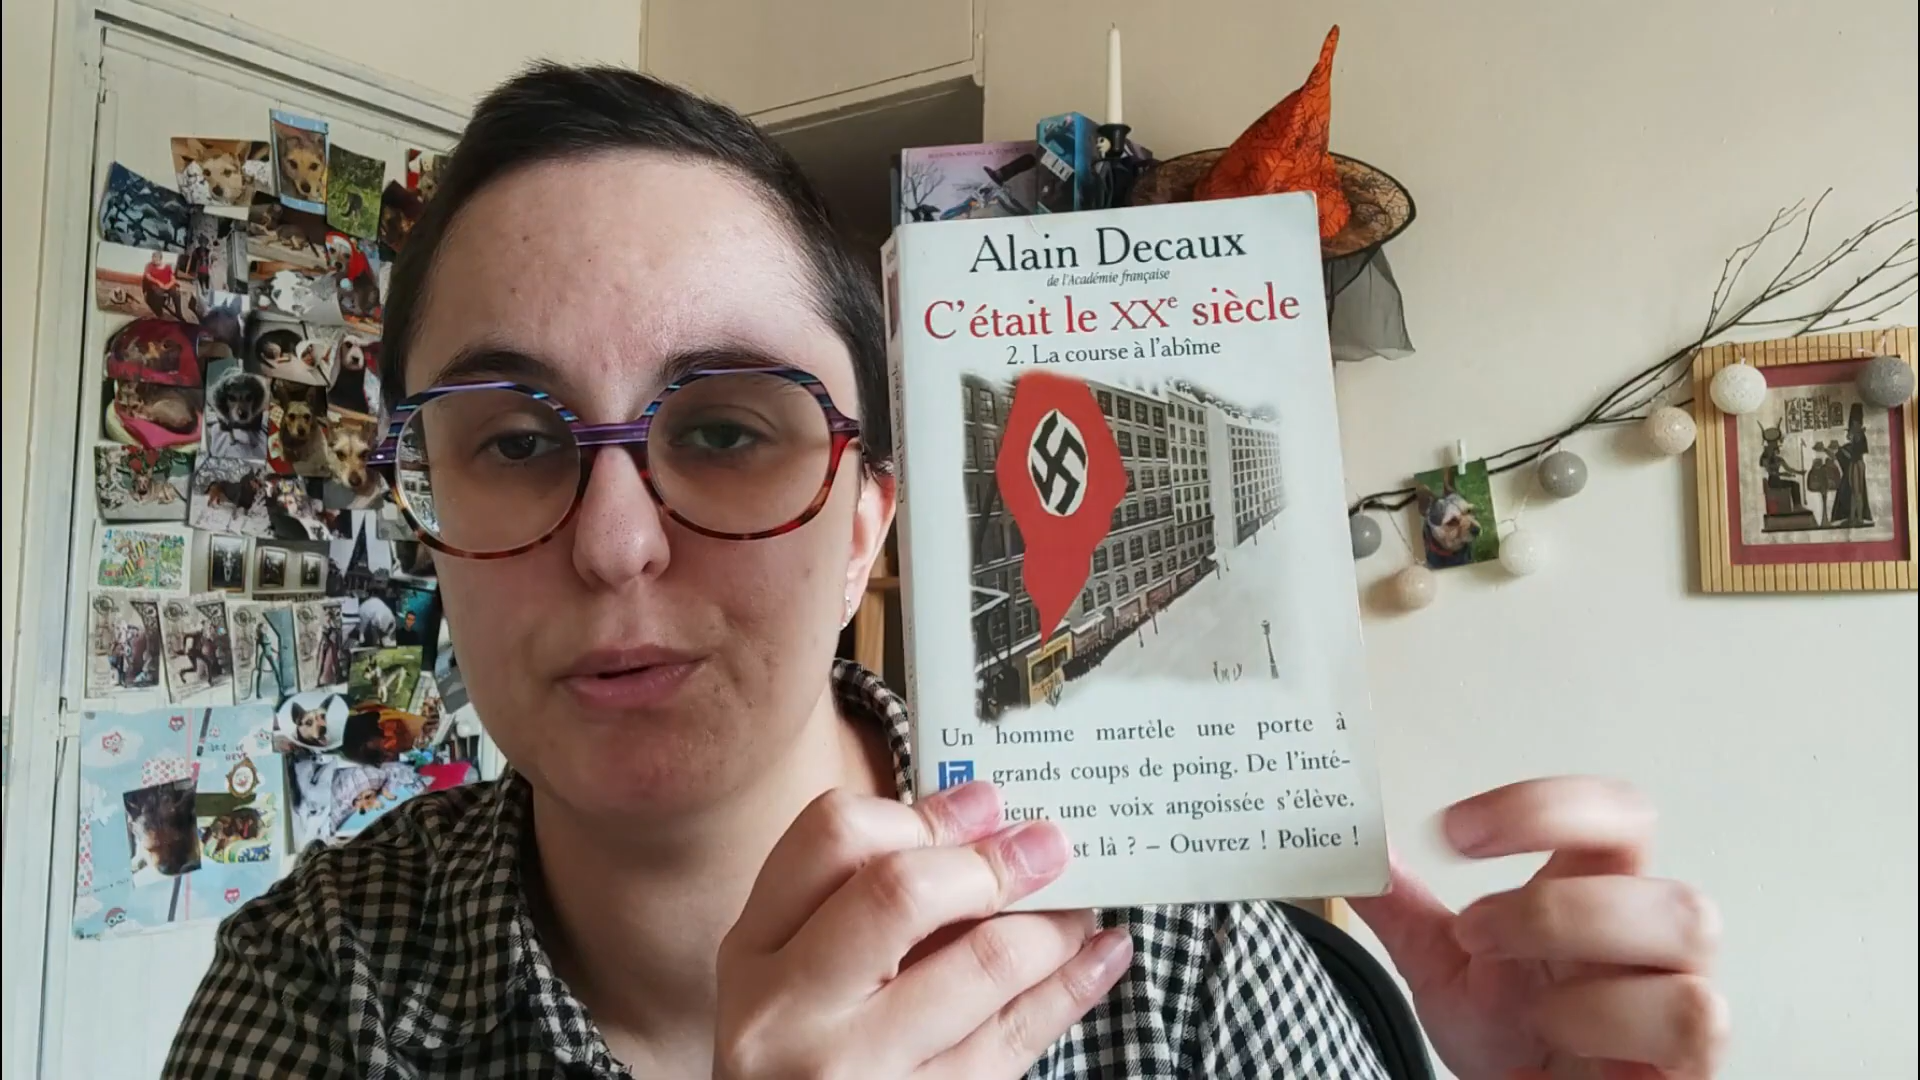 Alain Decaux
de l'Académie française
C'était le XXe siècle
2. La course à l'abîme
Un homme martèle une porte à
grands coups de poing. De l'inté-
ieur, une voix angoissée s'élève.
st là ? – Ouvrez ! Police !